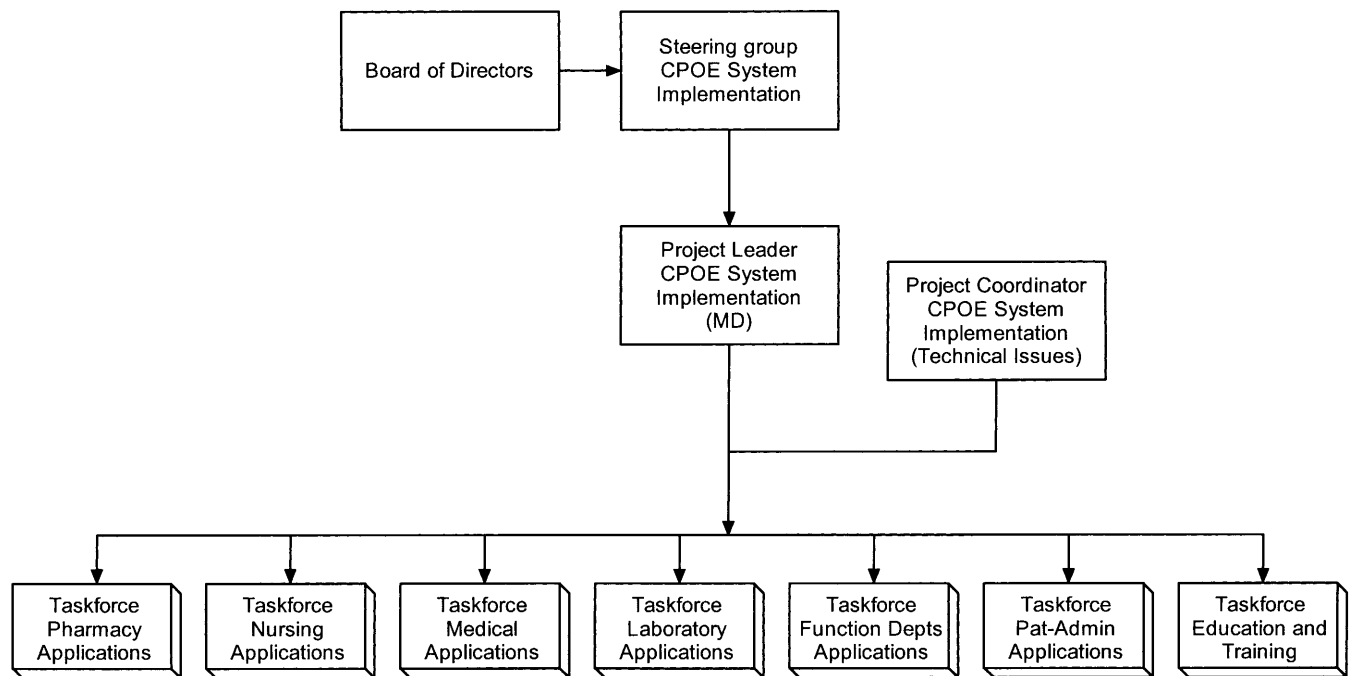 Board of Directors
Steering group
CPOE System
Implementation
Project Leader
CPOE System
Implementation
(MD)
Project Coordinator
CPOE System
Implementation
(Technical Issues)
Taskforce
Pharmacy
Applications
Taskforce
Nursing
Applications
Taskforce
Medical
Applications
Taskforce
Laboratory
Applications
Taskforce
Function Depts
Applications
Taskforce
Pat-Admin
Applications
Taskforce
Education and
Training